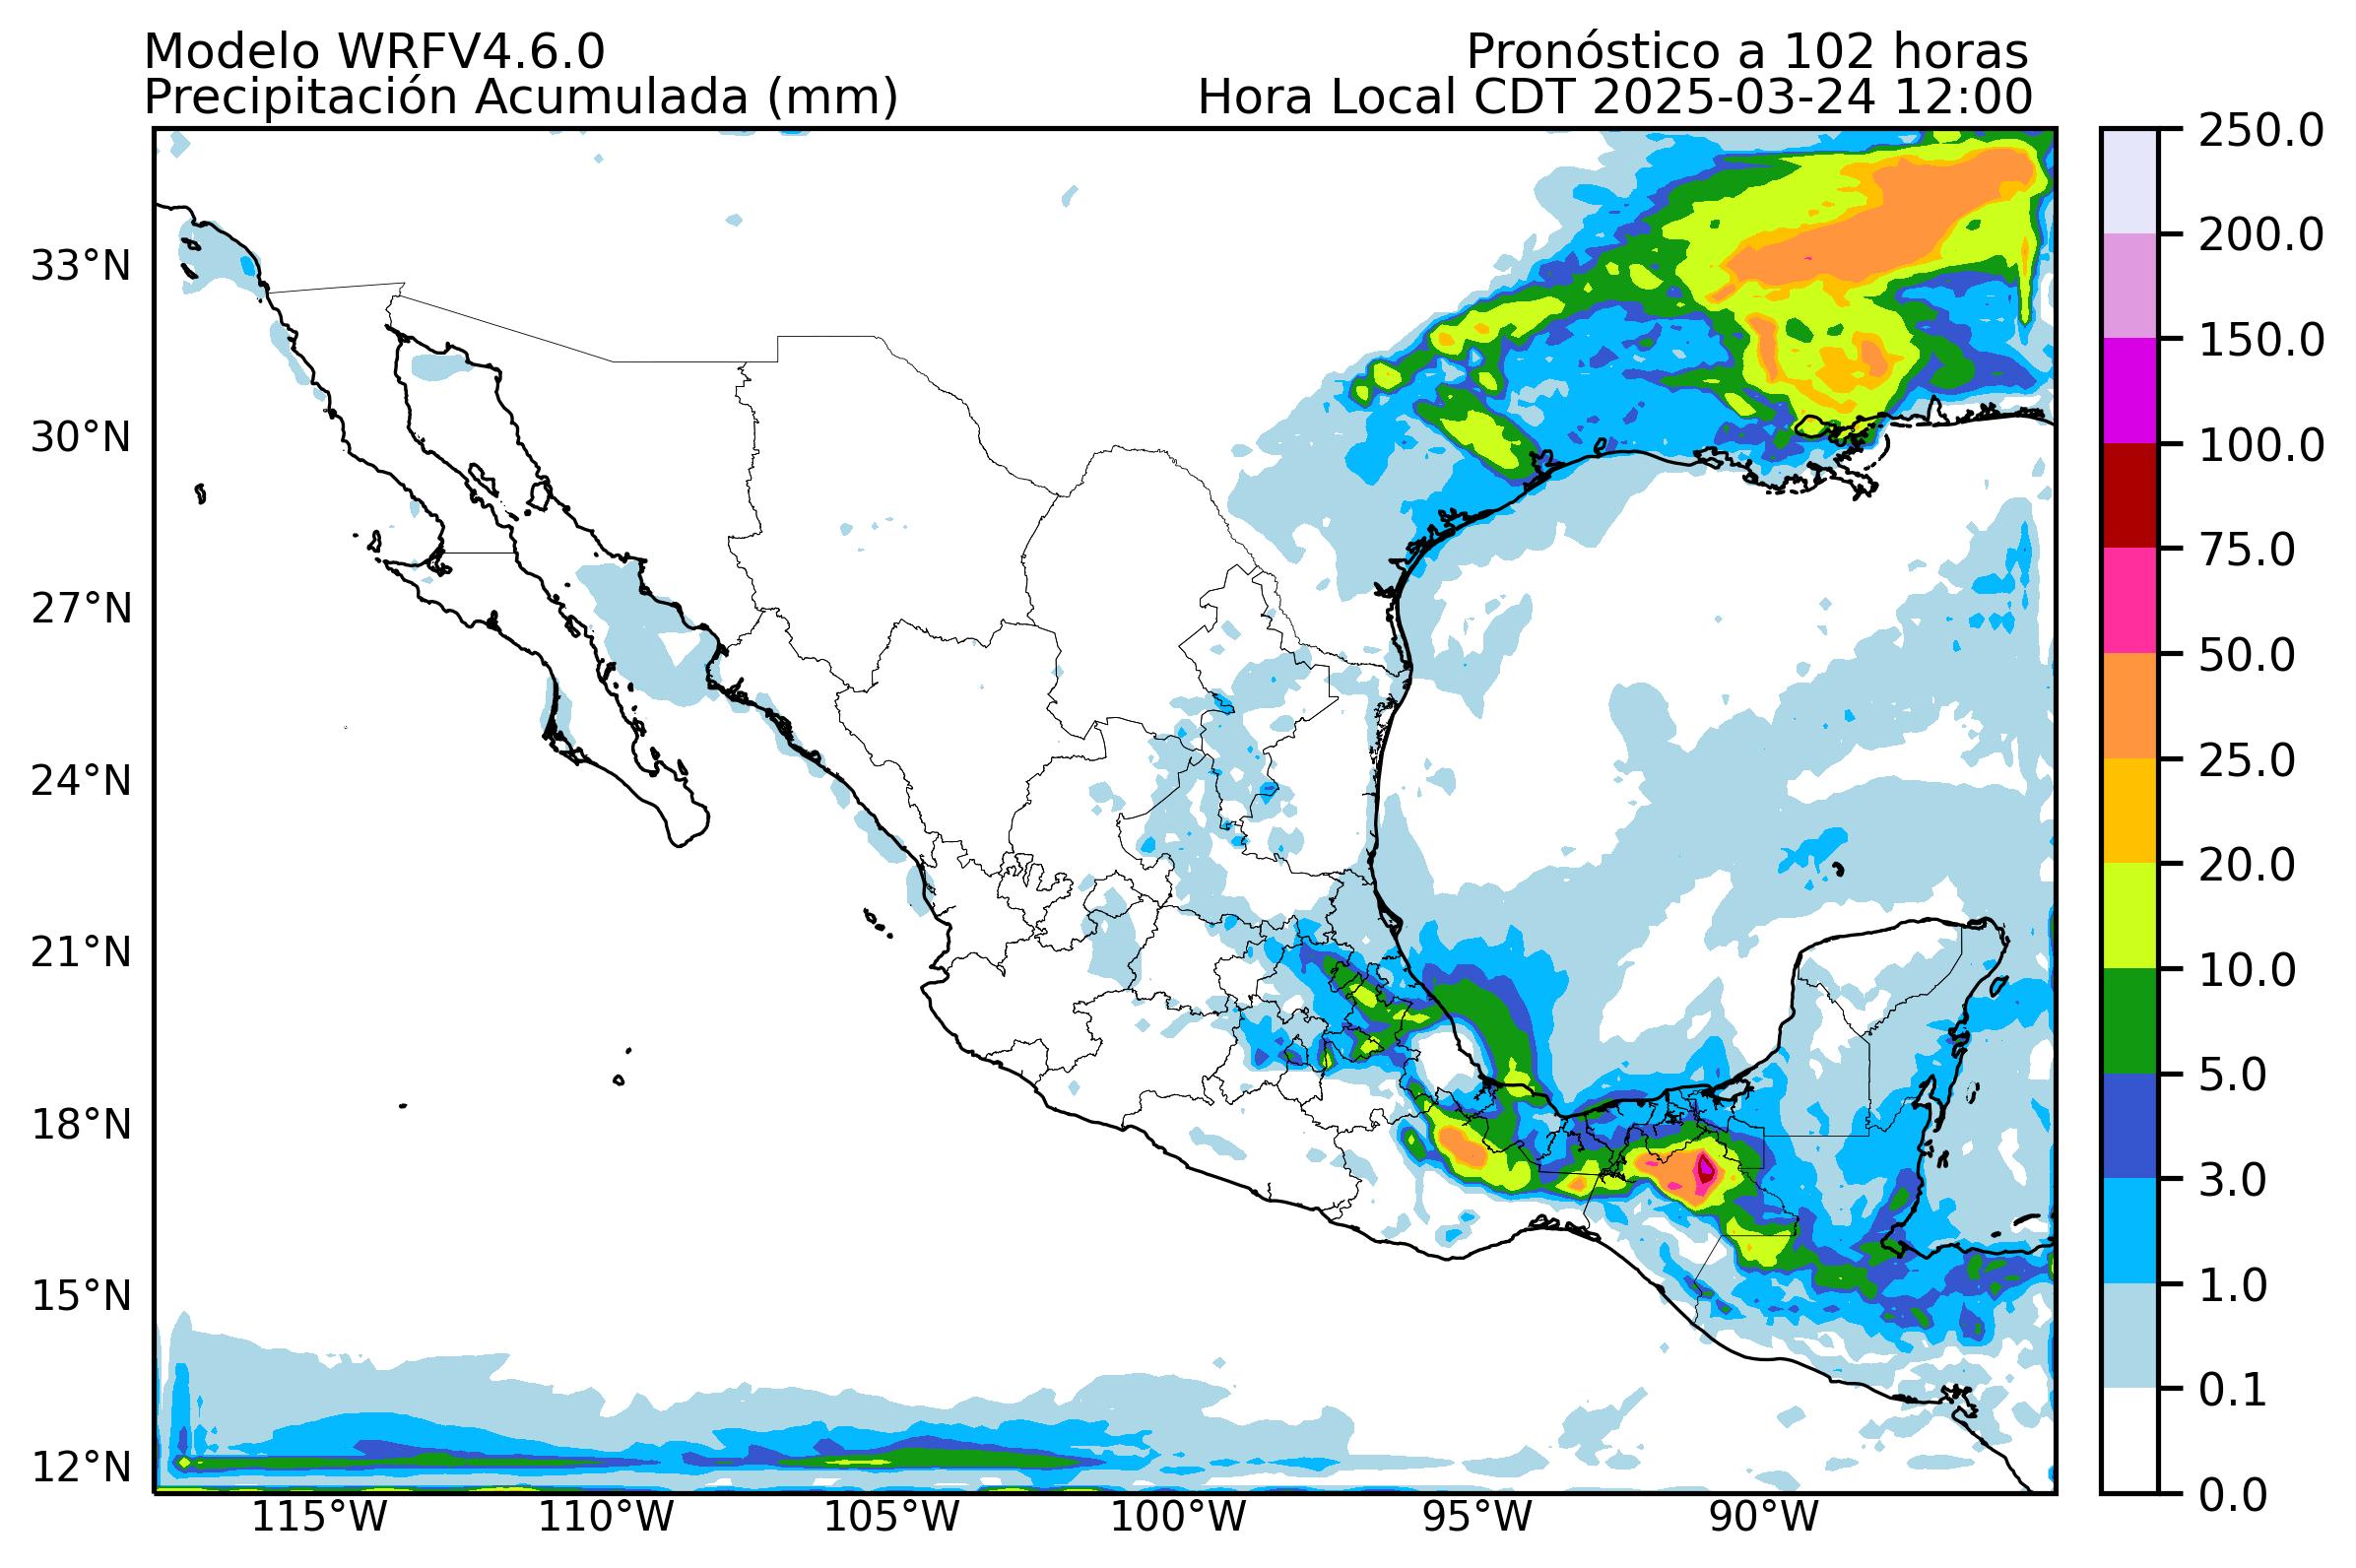 Modelo WRFV4.6.0
Pronóstico a 102 horas
Precipitación Acumulada (mm)
Hora Local CDT 2025-03-24 12:00
250.0
200.0
150.0
100.0
75.0
50.0
25.0
20.0
10.0
5.0
3.0
1.0
0.1
0.0
33°N
30°N
27°N
24°N
21°N
18°N
15°N
12°N
115°W
110°W
105°W
100°W
95°W
90°W